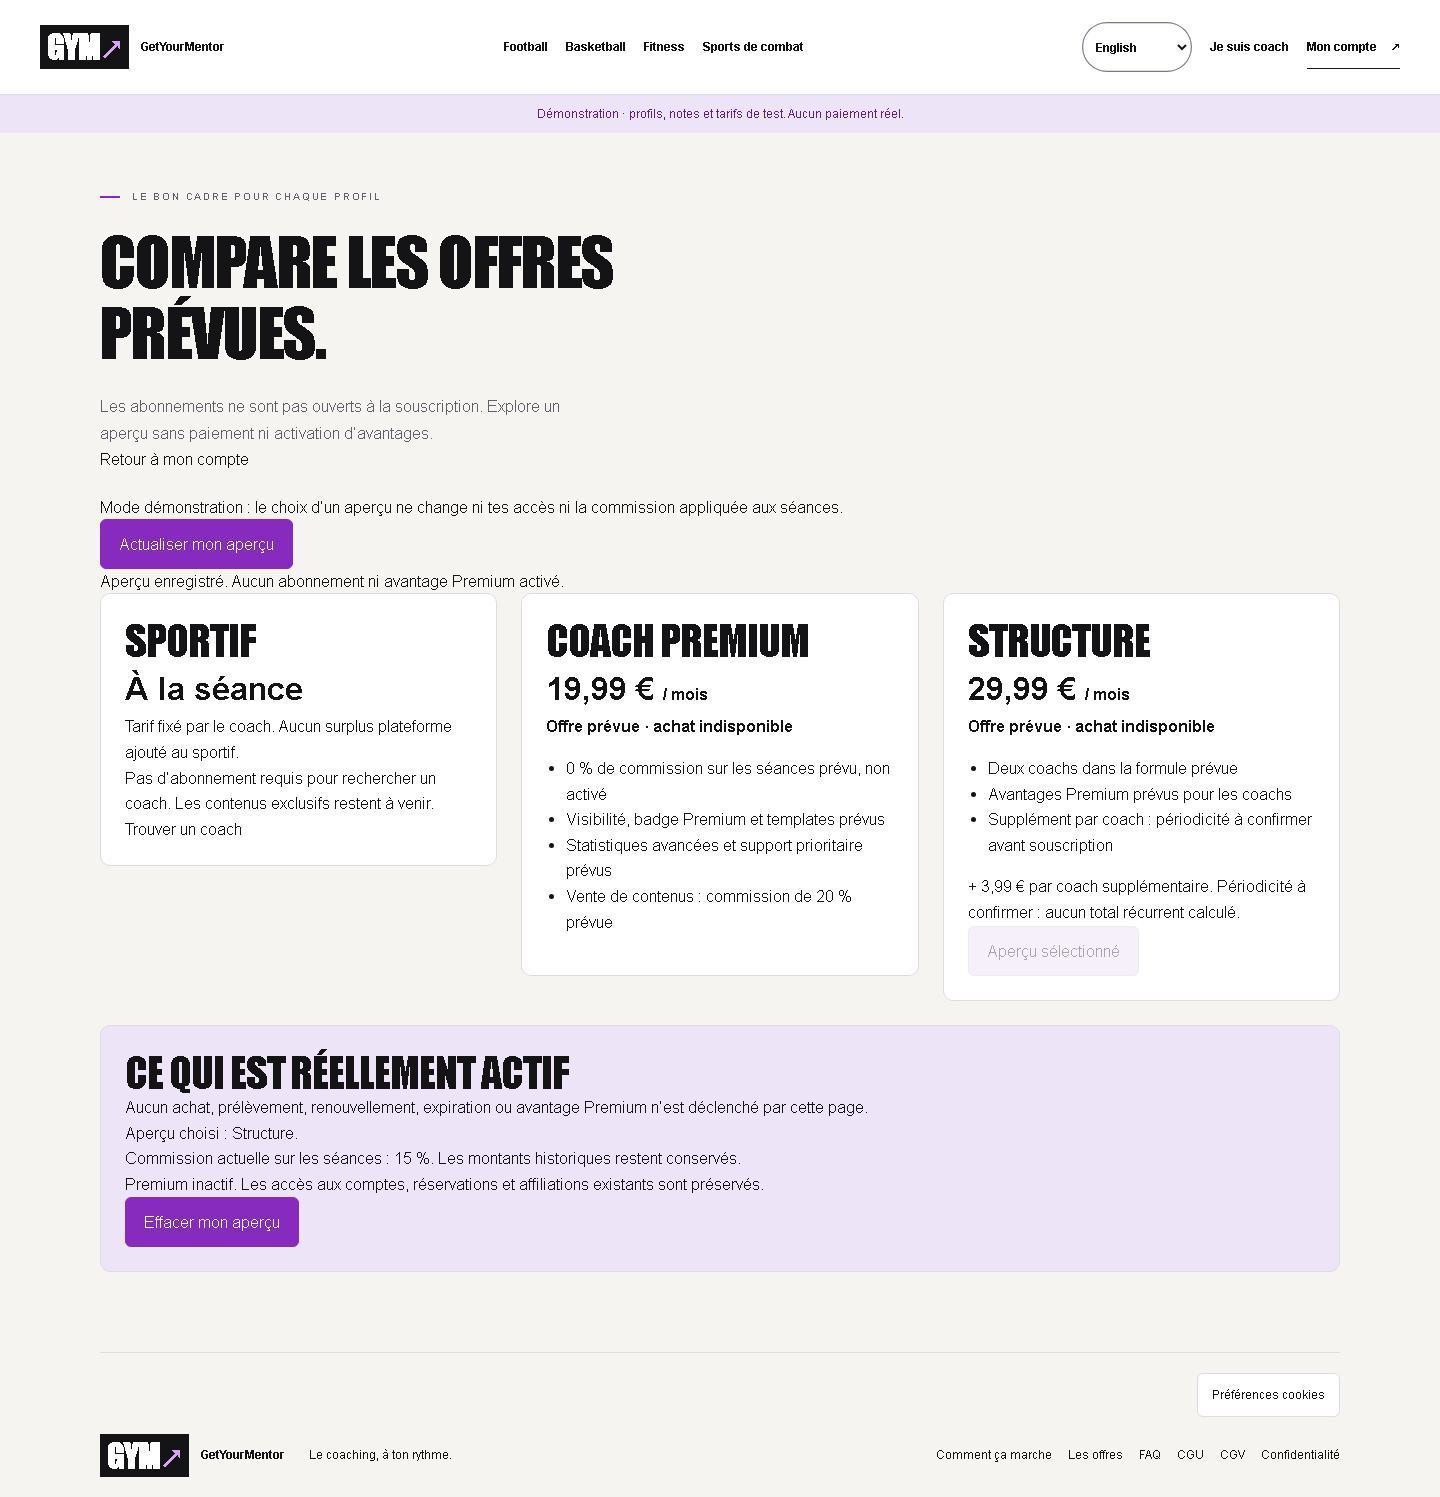 GYM↗ GetYourMentor
Football Basketball Fitness Sports de combat
English Je suis coach Mon compte ↗
Démonstration · profils, notes et tarifs de test. Aucun paiement réel.
LE BON CADRE POUR CHAQUE PROFIL
COMPARE LES OFFRES
PRÉVUES.
Les abonnements ne sont pas ouverts à la souscription. Explore un
aperçu sans paiement ni activation d'avantages.
Retour à mon compte
Mode démonstration : le choix d'un aperçu ne change ni tes accès ni la commission appliquée aux séances.
Actualiser mon aperçu
Aperçu enregistré. Aucun abonnement ni avantage Premium activé.
SPORTIF
À la séance
Tarif fixé par le coach. Aucun surplus plateforme
ajouté au sportif.
Pas d'abonnement requis pour rechercher un
coach. Les contenus exclusifs restent à venir.
Trouver un coach
COACH PREMIUM
19,99 € / mois
Offre prévue · achat indisponible
• 0 % de commission sur les séances prévu, non
activé
• Visibilité, badge Premium et templates prévus
• Statistiques avancées et support prioritaire
prévus
• Vente de contenus : commission de 20 %
prévue
STRUCTURE
29,99 € / mois
Offre prévue · achat indisponible
• Deux coachs dans la formule prévue
• Avantages Premium prévus pour les coachs
• Supplément par coach : périodicité à confirmer
avant souscription
+ 3,99 € par coach supplémentaire. Périodicité à
confirmer : aucun total récurrent calculé.
Aperçu sélectionné
CE QUI EST RÉELLEMENT ACTIF
Aucun achat, prélèvement, renouvellement, expiration ou avantage Premium n'est déclenché par cette page.
Aperçu choisi : Structure.
Commission actuelle sur les séances : 15 %. Les montants historiques restent conservés.
Premium inactif. Les accès aux comptes, réservations et affiliations existants sont préservés.
Effacer mon aperçu
Préférences cookies
GYM↗ GetYourMentor Le coaching, à ton rythme.
Comment ça marche Les offres FAQ CGU CGV Confidentialité